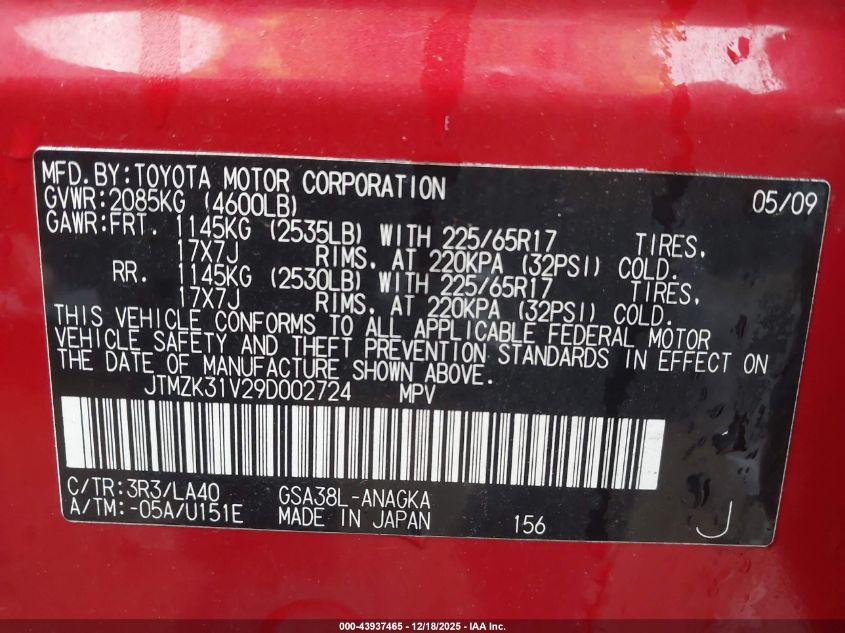 MFD.BY:TOYOTA MOTOR CORPORATION 05/09
GVWR:2085KG (4600LB)
GAWR:FRT. 1145KG (2535LB) WITH 225/65R17 TIRES.
17X7J RIMS. AT 220KPA (32PSI) COLD.
RR. 1145KG (2530LB) WITH 225/65R17 TIRES.
17X7J RIMS. AT 220KPA (32PSI) COLD.
THIS VEHICLE CONFORMS TO ALL APPLICABLE FEDERAL MOTOR
VEHICLE SAFETY AND THEFT PREVENTION STANDARDS IN EFFECT ON
THE DATE OF MANUFACTURE SHOWN ABOVE.
JTMZK31V29D002724 MPV
C/TR:3R3/LA40 GSA38L-ANAGKA
A/TM:-05A/U151E MADE IN JAPAN 156 J
000-43937465 - 12/18/2025 - IAA Inc.